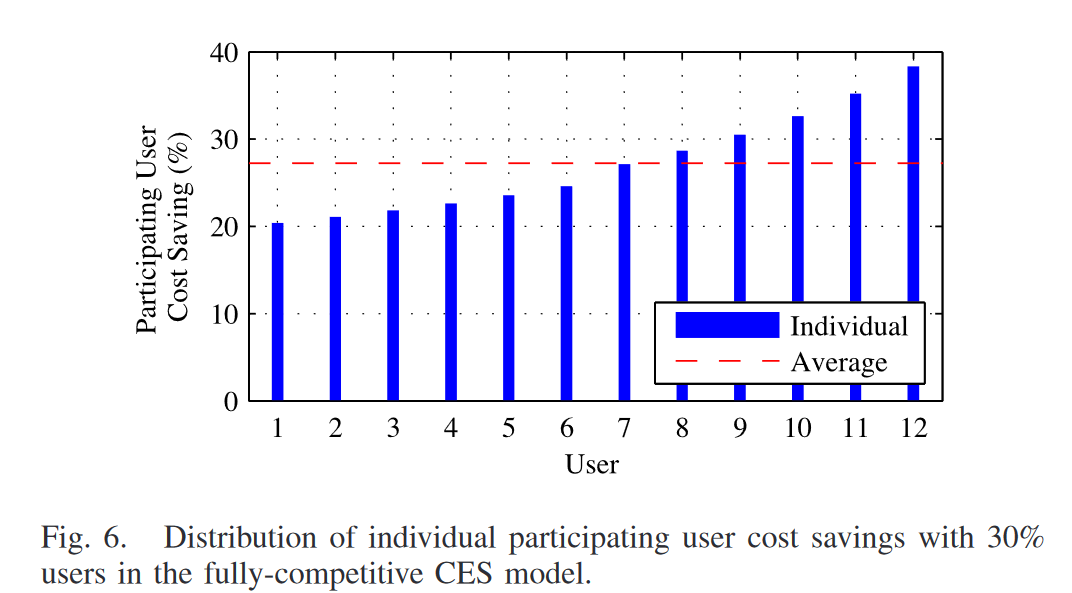 40
30
20
10
0
Participating User
Cost Saving (%)
Individual
Average
1 2 3 4 5 6 7 8 9 10 11 12
User
Fig. 6. Distribution of individual participating user cost savings with 30%
users in the fully-competitive CES model.